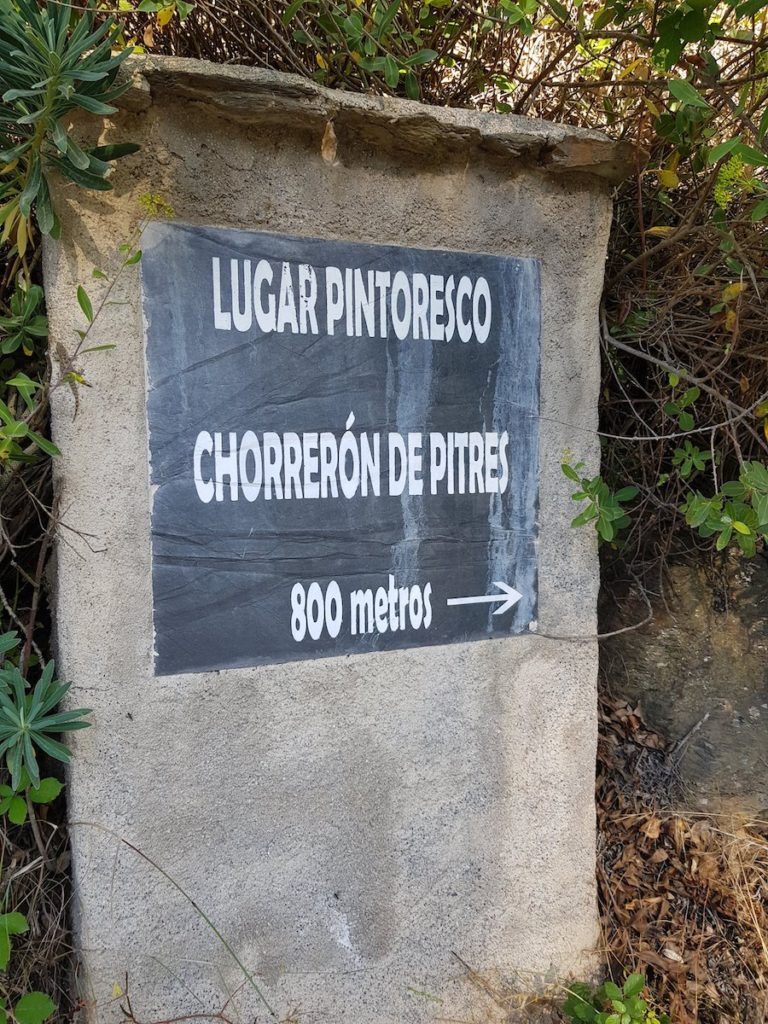 LUGAR PINTORESCO
CHORRERÓN DE PITRES
800 metros →